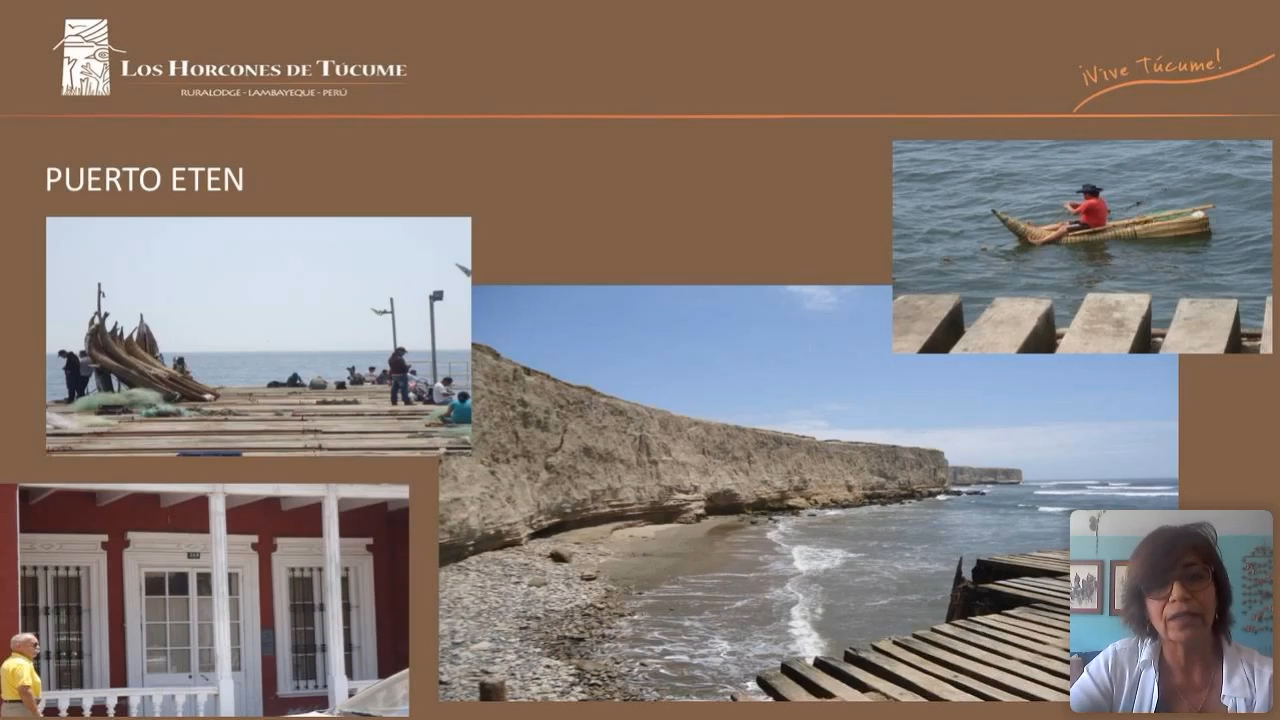 LOS HORCONES DE TÚCUME
RURALODGE - LAMBAYEQUE - PERÚ
¡Vive Túcume!
PUERTO ETEN